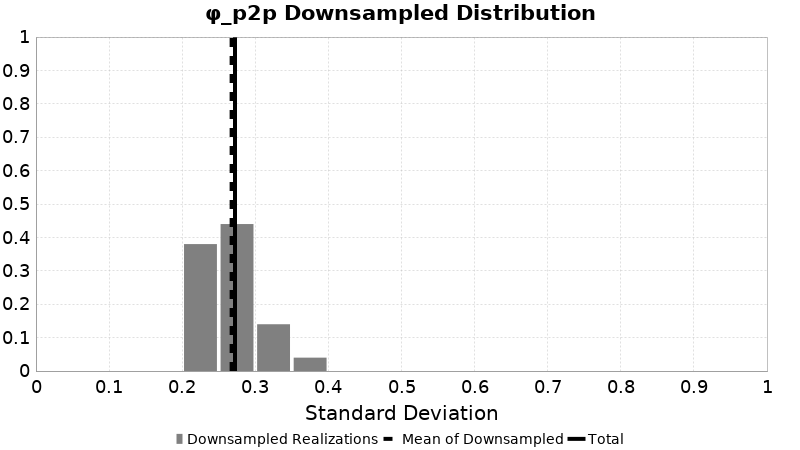 φ_p2p Downsampled Distribution
1
0.9
0.8
0.7
0.6
0.5
0.4
0.3
0.2
0.1
0
0 0.1 0.2 0.3 0.4 0.5 0.6 0.7 0.8 0.9 1
Standard Deviation
Downsampled Realizations Mean of Downsampled Total